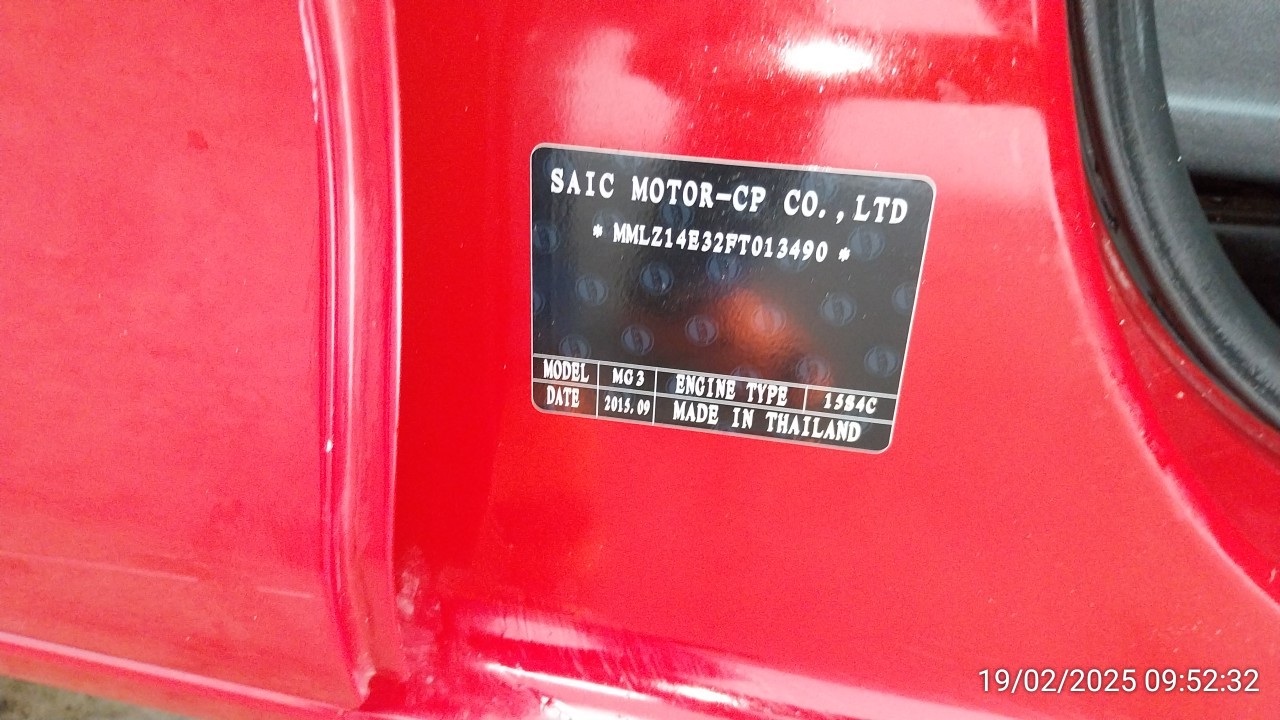 SAIC MOTOR-CP CO.,LTD
* MMLZ14E32FT013490 *
MODEL MG3 ENGINE TYPE 15S4C
DATE 2015.09 MADE IN THAILAND
19/02/2025 09:52:32